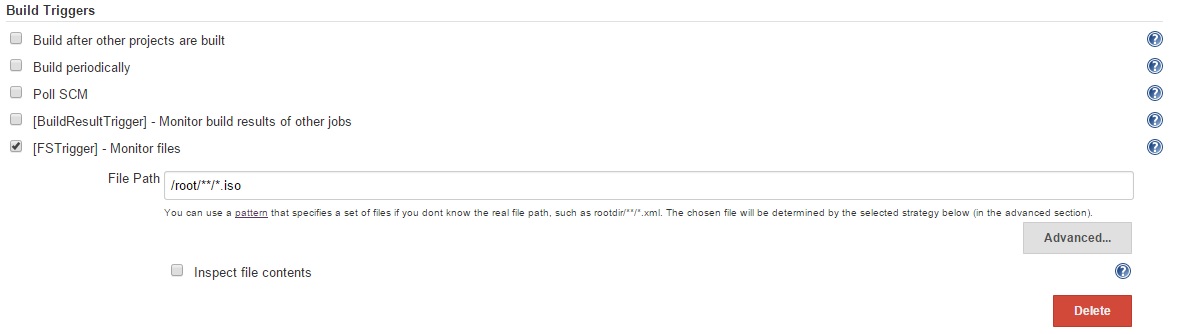 Build Triggers
Build after other projects are built
Build periodically
Poll SCM
[BuildResultTrigger] - Monitor build results of other jobs
[FSTrigger] - Monitor files
File Path /root/**/*.iso
You can use a pattern that specifies a set of files if you dont know the real file path, such as rootdir/**/*.xml. The chosen file will be determined by the selected strategy below (in the advanced section).
Advanced...
Inspect file contents
Delete